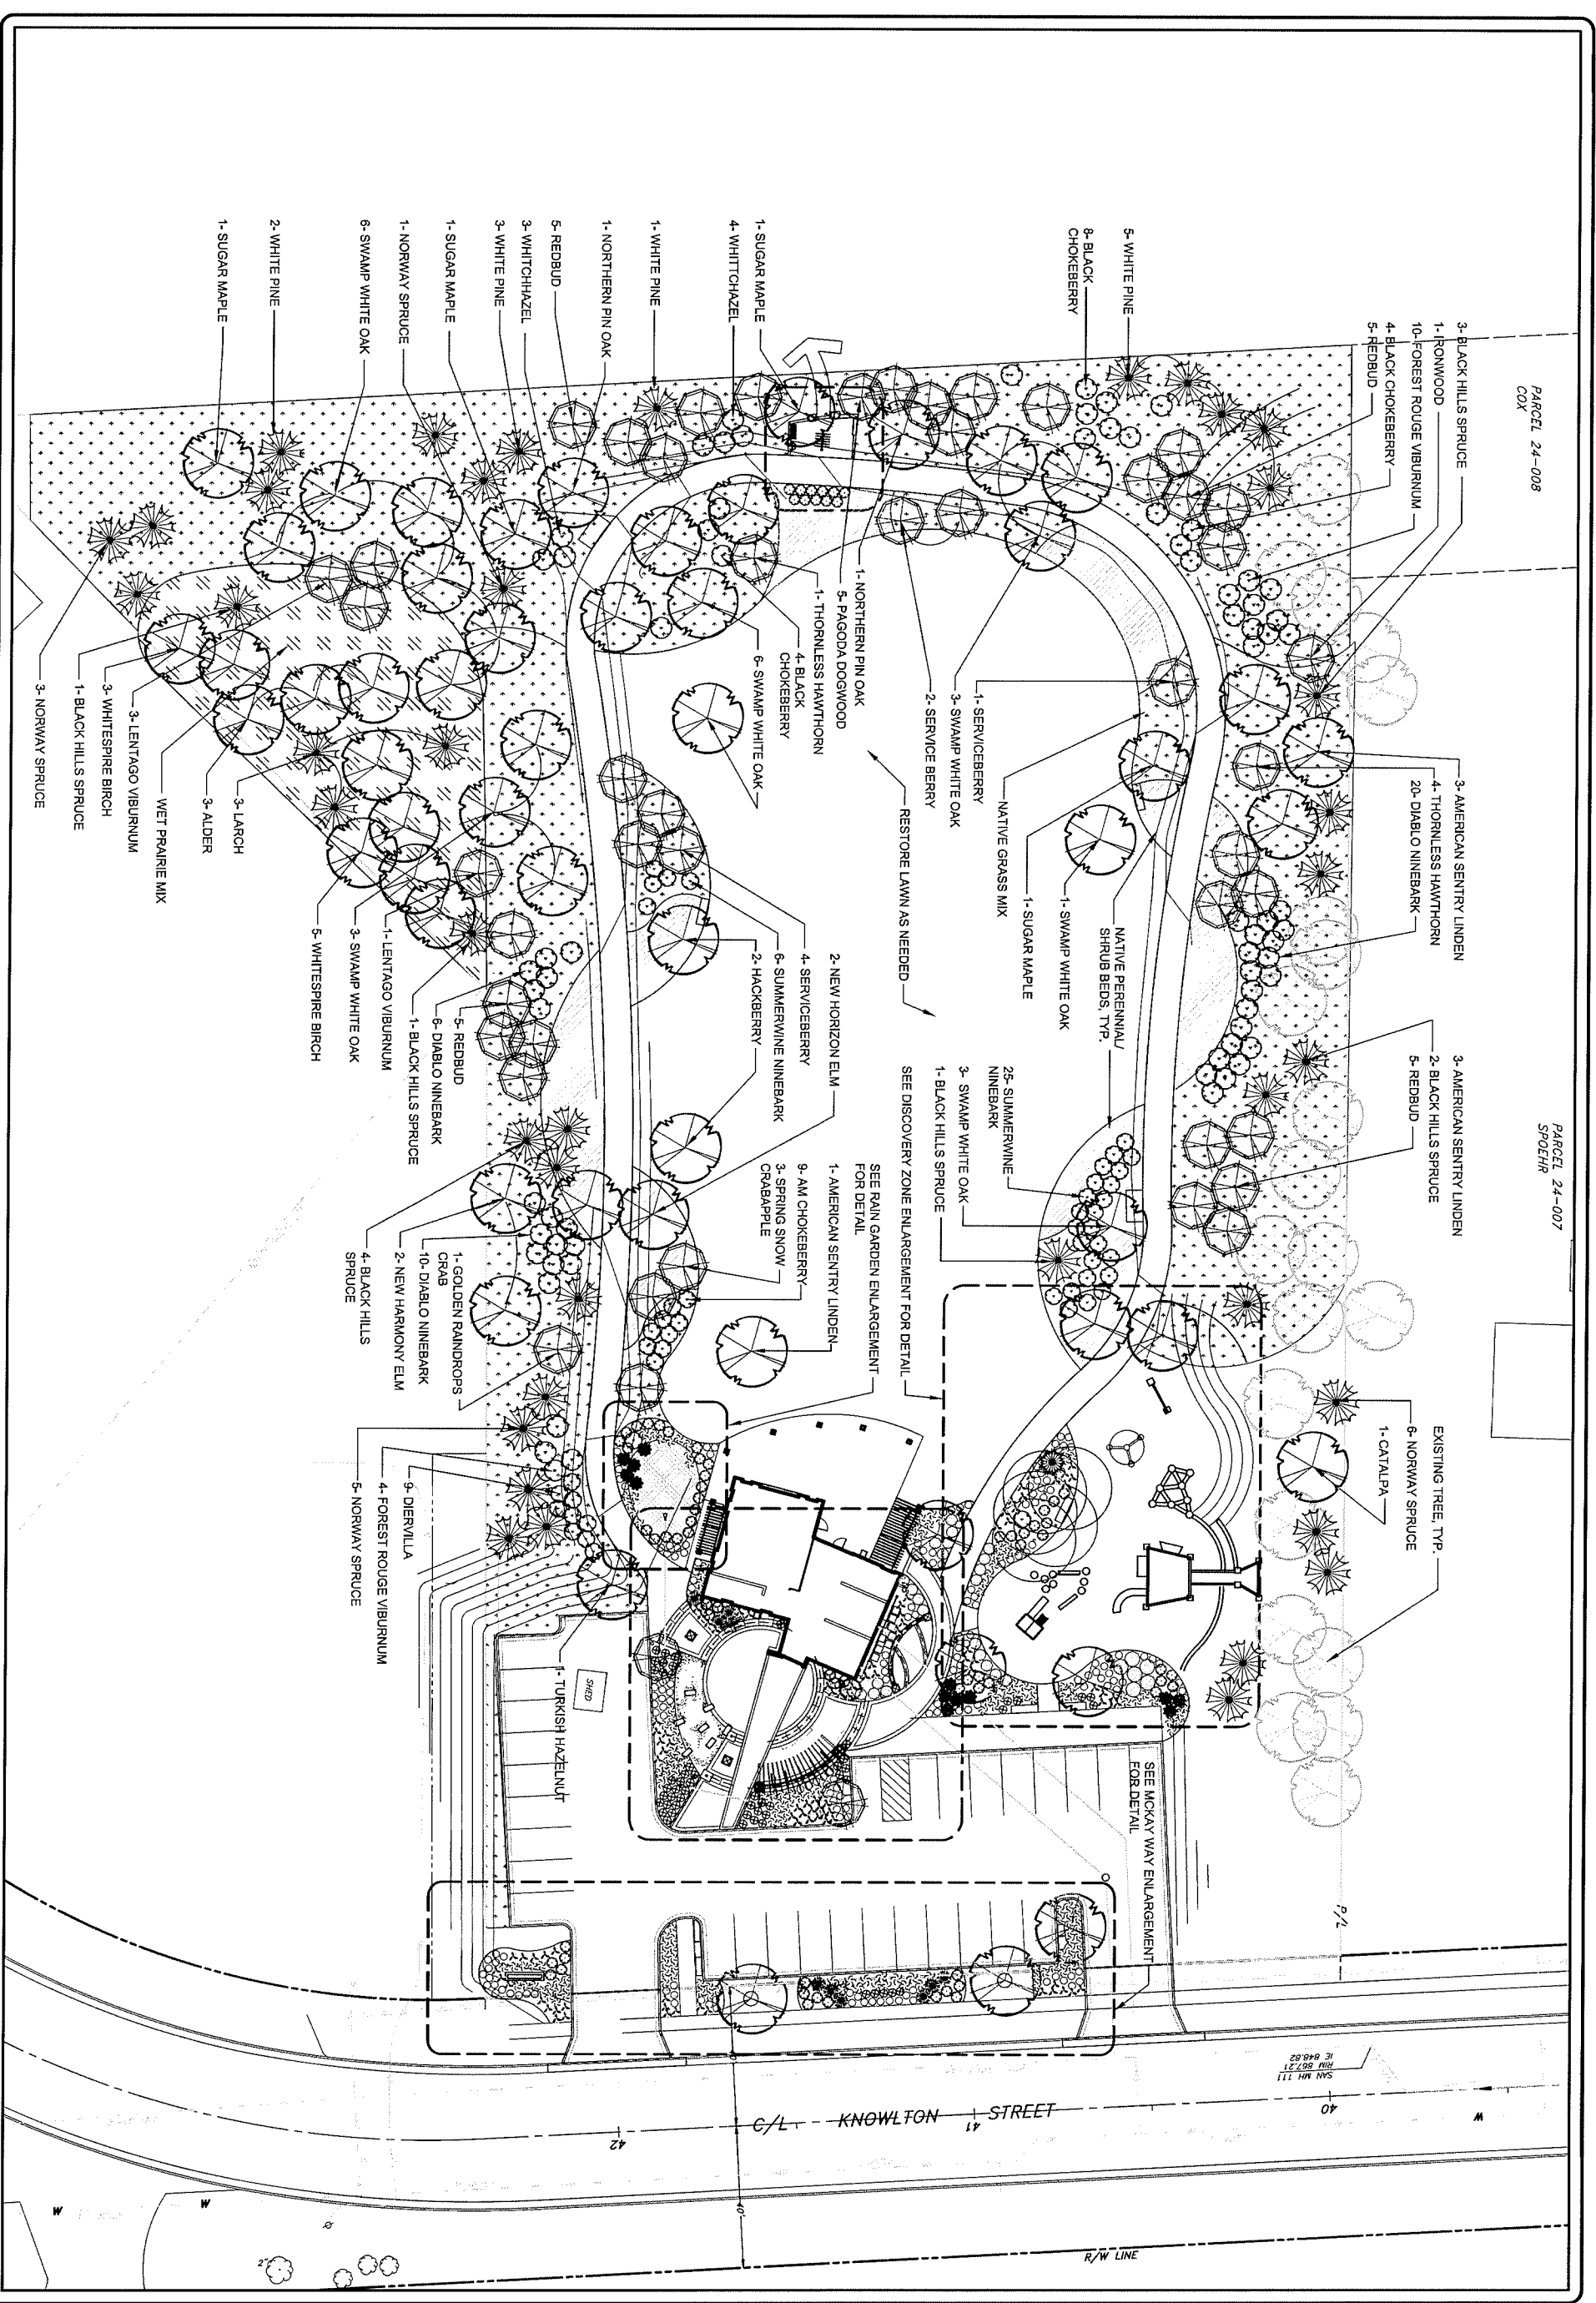 PARCEL 24-008
COX
PARCEL 24-007
SPOEHR
3- BLACK HILLS SPRUCE
1- IRONWOOD
10- FOREST ROUGE VIBURNUM
4- BLACK CHOKEBERRY
5- REDBUD
3- AMERICAN SENTRY LINDEN
4- THORNLESS HAWTHORN
20- DIABLO NINEBARK
3- AMERICAN SENTRY LINDEN
2- BLACK HILLS SPRUCE
5- REDBUD
EXISTING TREE, TYP.
6- NORWAY SPRUCE
1- CATALPA
5- WHITE PINE
8- BLACK
CHOKEBERRY
NATIVE PERENNIAL/
SHRUB BEDS, TYP.
1- SWAMP WHITE OAK
1- SUGAR MAPLE
NATIVE GRASS MIX
1- SERVICEBERRY
3- SWAMP WHITE OAK
2- SERVICE BERRY
RESTORE LAWN AS NEEDED
25- SUMMERWINE
NINEBARK
3- SWAMP WHITE OAK
1- BLACK HILLS SPRUCE
SEE DISCOVERY ZONE ENLARGEMENT FOR DETAIL
SEE RAIN GARDEN ENLARGEMENT
FOR DETAIL
SEE MCKAY WAY ENLARGEMENT
FOR DETAIL
1- NORTHERN PIN OAK
5- PAGODA DOGWOOD
1- THORNLESS HAWTHORN
4- BLACK
CHOKEBERRY
6- SWAMP WHITE OAK
1- SUGAR MAPLE
4- WHITTCHAZEL
1- WHITE PINE
1- NORTHERN PIN OAK
5- REDBUD
3- WHITCHHAZEL
3- WHITE PINE
1- SUGAR MAPLE
1- NORWAY SPRUCE
6- SWAMP WHITE OAK
2- WHITE PINE
1- SUGAR MAPLE
2- NEW HORIZON ELM
4- SERVICEBERRY
6- SUMMERWINE NINEBARK
2- HACKBERRY
1- AMERICAN SENTRY LINDEN
9- AM CHOKEBERRY
3- SPRING SNOW
CRABAPPLE
5- REDBUD
6- DIABLO NINEBARK
1- BLACK HILLS SPRUCE
1- LENTAGO VIBURNUM
3- SWAMP WHITE OAK
5- WHITESPIRE BIRCH
1- GOLDEN RAINDROPS
CRAB
10- DIABLO NINEBARK
2- NEW HARMONY ELM
4- BLACK HILLS
SPRUCE
9- DIERVILLA
4- FOREST ROUGE VIBURNUM
5- NORWAY SPRUCE
1- TURKISH HAZELNUT
SHED
3- LARCH
3- ALDER
WET PRAIRIE MIX
3- LENTAGO VIBURNUM
3- WHITESPIRE BIRCH
1- BLACK HILLS SPRUCE
3- NORWAY SPRUCE
P/L
SAN MH 111
RIM 867.21
IE 848.82
C/L KNOWLTON STREET
40
41
42
W
W
W
R/W LINE
40'
2"